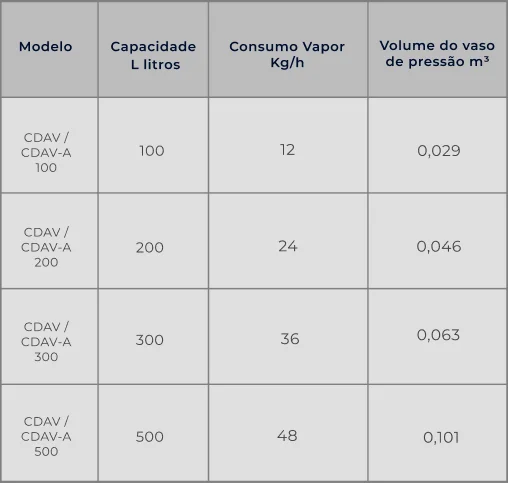 Modelo
Capacidade
L litros
Consumo Vapor
Kg/h
Volume do vaso
de pressão m³
CDAV /
CDAV-A
100
100
12
0,029
CDAV /
CDAV-A
200
200
24
0,046
CDAV /
CDAV-A
300
300
36
0,063
CDAV /
CDAV-A
500
500
48
0,101